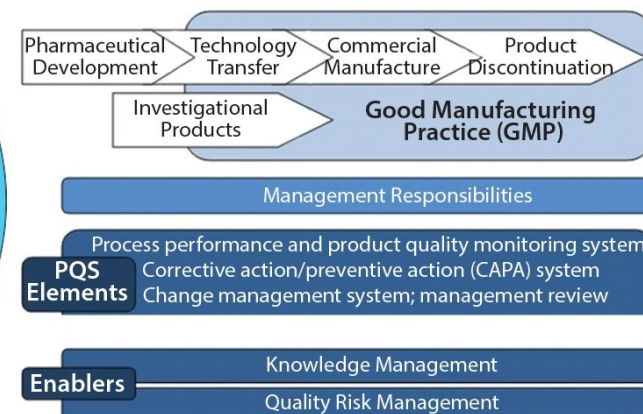 Pharmaceutical
Development
Technology
Transfer
Commercial
Manufacture
Product
Discontinuation
Investigational
Products
Good Manufacturing
Practice (GMP)
Management Responsibilities
PQS
Elements
Process performance and product quality monitoring system
Corrective action/preventive action (CAPA) system
Change management system; management review
Enablers
Knowledge Management
Quality Risk Management